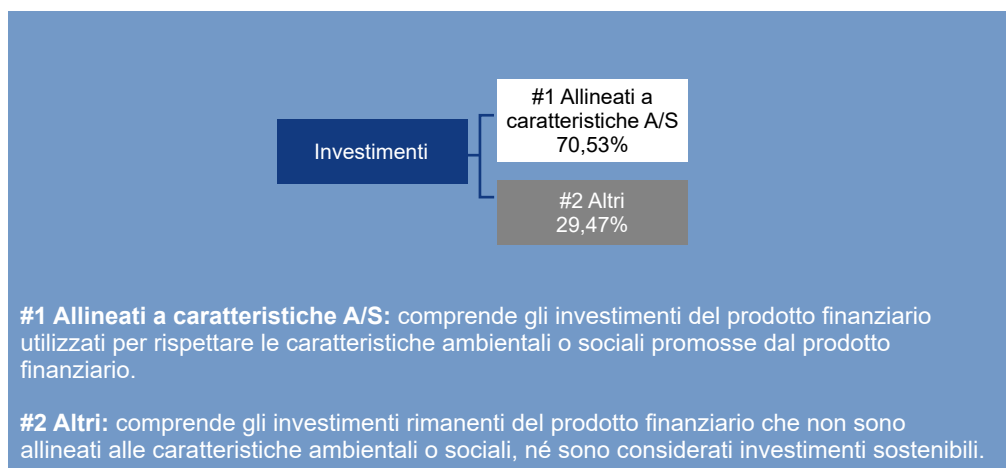 #1 Allineati a
caratteristiche A/S
70,53%
Investimenti
#2 Altri
29,47%
#1 Allineati a caratteristiche A/S: comprende gli investimenti del prodotto finanziario
utilizzati per rispettare le caratteristiche ambientali o sociali promosse dal prodotto
finanziario.
#2 Altri: comprende gli investimenti rimanenti del prodotto finanziario che non sono
allineati alle caratteristiche ambientali o sociali, né sono considerati investimenti sostenibili.